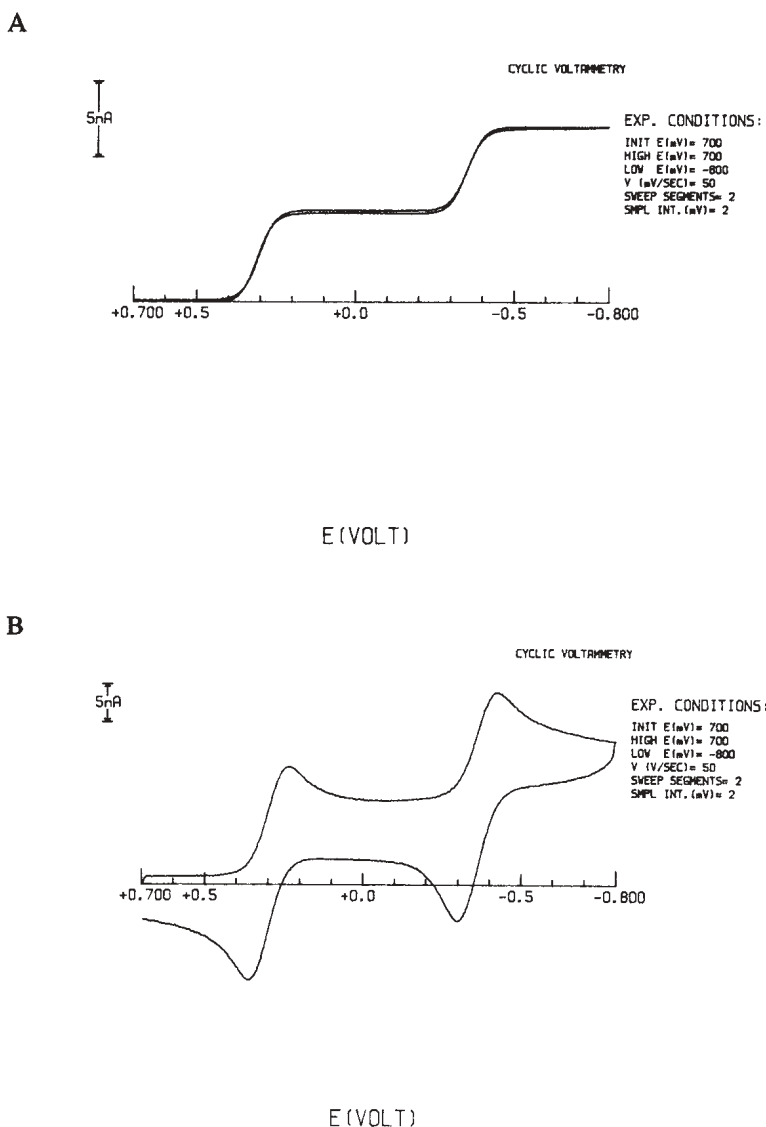 A
CYCLIC VOLTAMMETRY
5nA
EXP. CONDITIONS:
INIT E(mV)= 700
HIGH E(mV)= 700
LOW E(mV)= -800
V (mV/SEC)= 50
SWEEP SEGMENTS= 2
SMPL INT.(mV)= 2
+0.700 +0.5 +0.0 -0.5 -0.800
E(VOLT)
B
CYCLIC VOLTAMMETRY
5nA
EXP. CONDITIONS:
INIT E(mV)= 700
HIGH E(mV)= 700
LOW E(mV)= -800
V (V/SEC)= 50
SWEEP SEGMENTS= 2
SMPL INT.(mV)= 2
+0.700 +0.5 +0.0 -0.5 -0.800
E(VOLT)